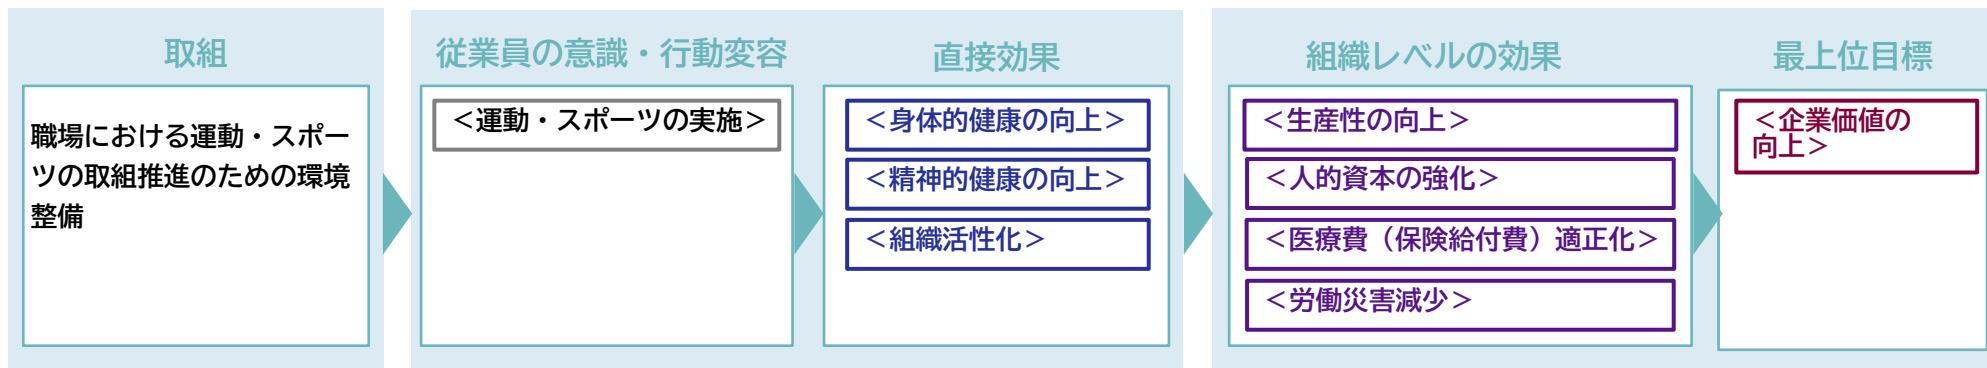 取組
職場における運動・スポー
ツの取組推進のための環境
整備
従業員の意識・行動変容
＜運動・スポーツの実施＞
直接効果
＜身体的健康の向上＞
＜精神的健康の向上＞
＜組織活性化＞
組織レベルの効果
＜生産性の向上＞
＜人的資本の強化＞
＜医療費（保険給付費）適正化＞
＜労働災害減少＞
最上位目標
＜企業価値の
向上＞